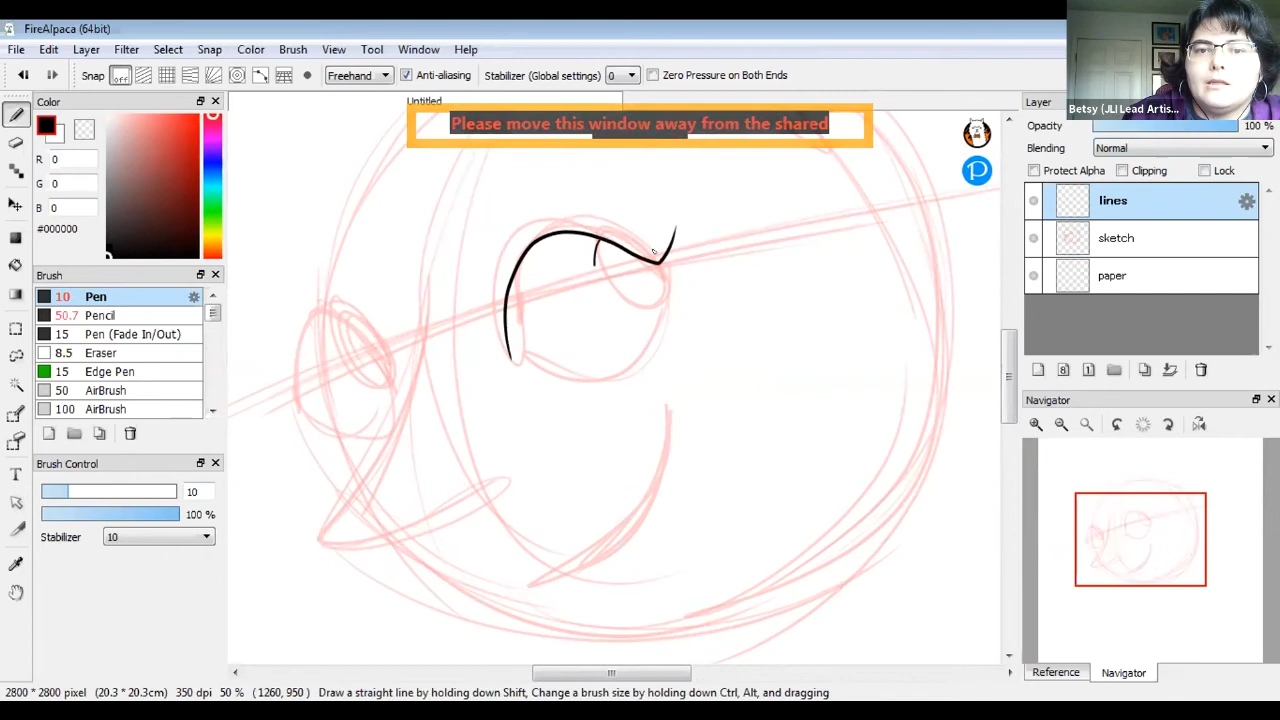 FireAlpaca (64bit)
File Edit Layer Filter Select Snap Color Brush View Tool Window Help
Snap off Freehand Anti-aliasing Stabilizer (Global settings) 0 Zero Pressure on Both Ends
Betsy (JLI Lead Artis...
Color
Untitled
Layer
Please move this window away from the shared
Opacity 100 %
R 0
Blending Normal
G 0
Protect Alpha Clipping Lock
B 0
lines
#000000
sketch
Brush
paper
10 Pen
50.7 Pencil
15 Pen (Fade In/Out)
8.5 Eraser
15 Edge Pen
50 AirBrush
100 AirBrush
8 1
Navigator
Brush Control
10
100 %
Stabilizer 10
T
P
Reference Navigator
2800 * 2800 pixel (20.3 * 20.3cm) 350 dpi 50 % (1260, 950) Draw a straight line by holding down Shift, Change a brush size by holding down Ctrl, Alt, and dragging